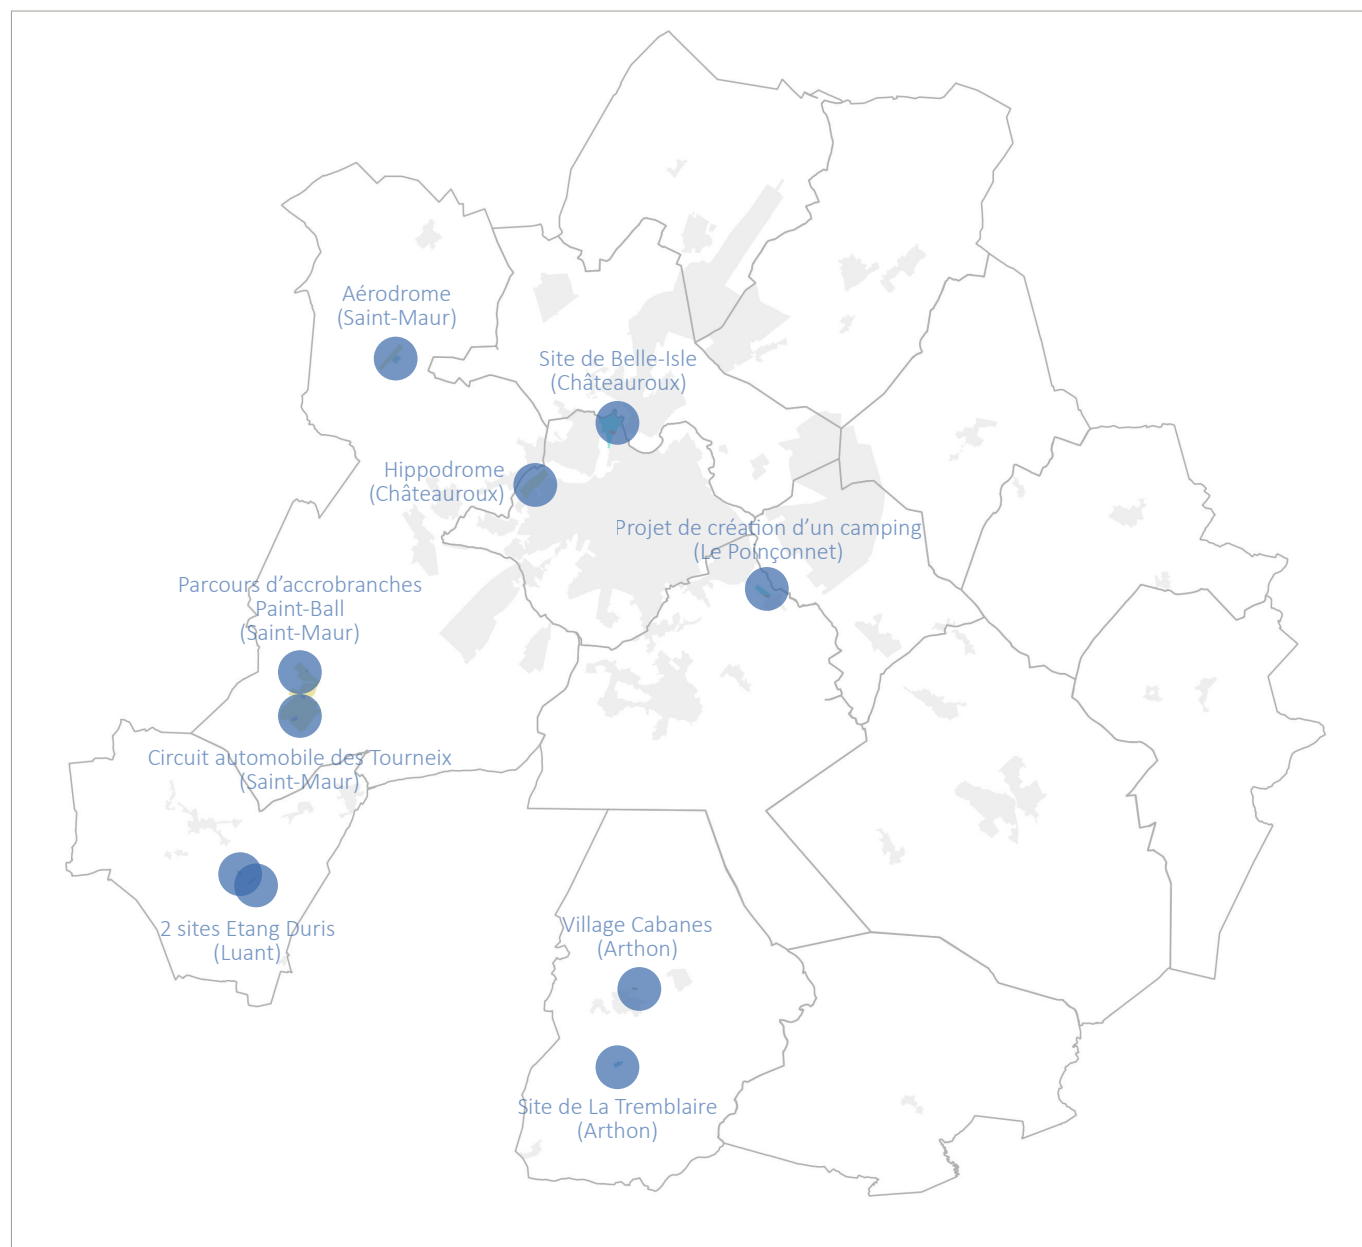 Aérodrome
(Saint-Maur)
Site de Belle-Isle
(Châteauroux)
Hippodrome
(Châteauroux)
Projet de création d’un camping
(Le Poinçonnet)
Parcours d’accrobranches
Paint-Ball
(Saint-Maur)
Circuit automobile des Tourneix
(Saint-Maur)
2 sites Etang Duris
(Luant)
Village Cabanes
(Arthon)
Site de La Tremblaire
(Arthon)